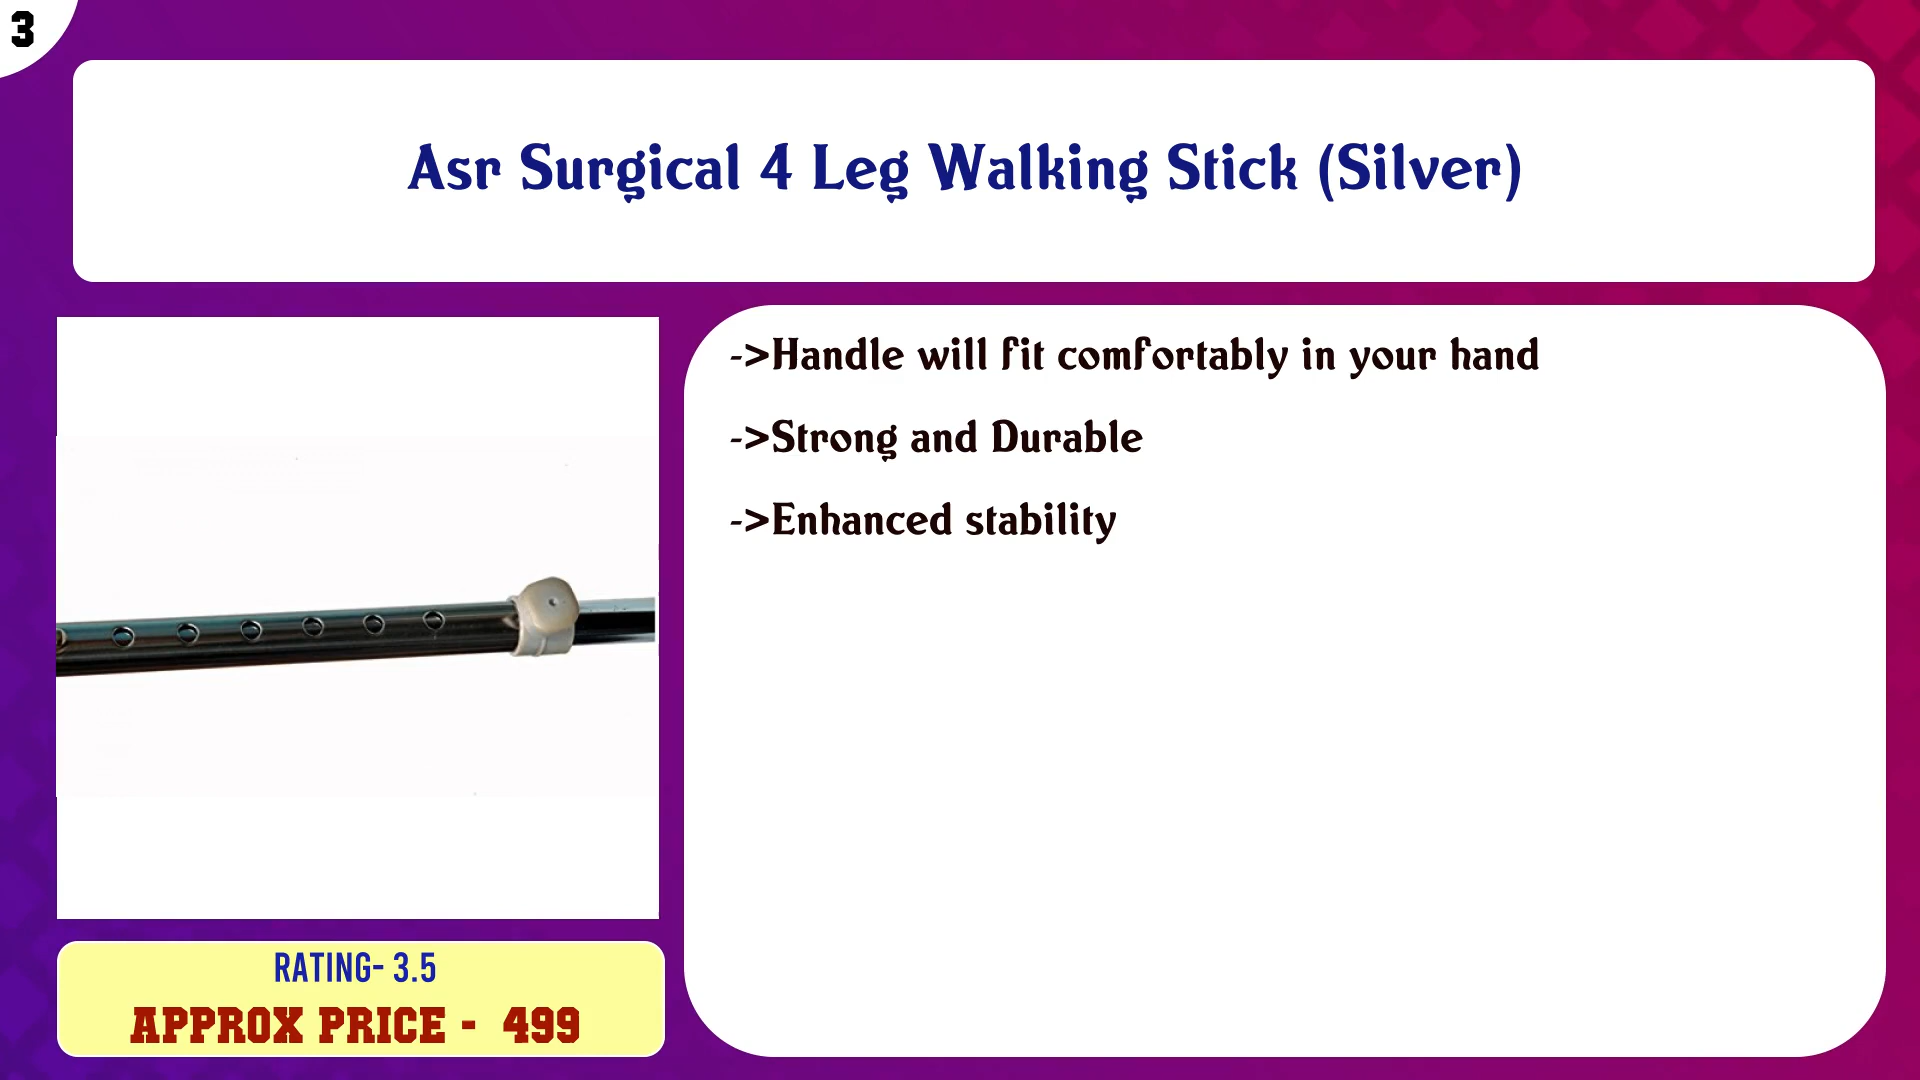 3
Asr Surgical 4 Leg Walking Stick (Silver)
->Handle will fit comfortably in your hand
->Strong and Durable
->Enhanced stability
RATING- 3.5
APPROX PRICE -  499